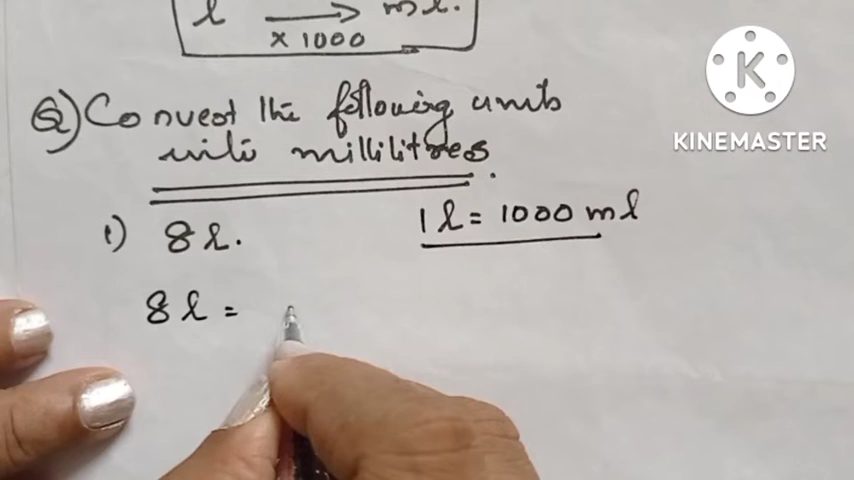 l ⟶ ml.
x 1000
Q) Convert the following units
into millilitres.
1) 8 l.
1 l = 1000 ml
8 l =
K
KINEMASTER